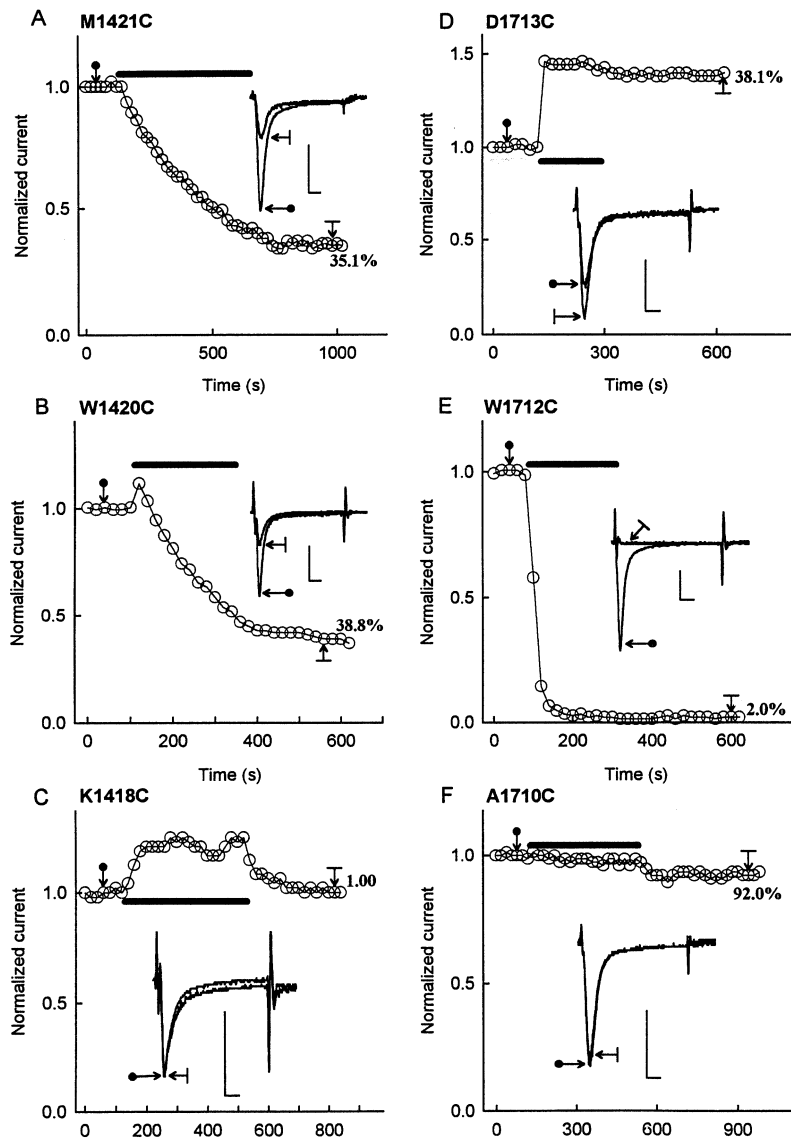 A M1421C
Normalized current
1.0
0.5
0.0
35.1%
0 500 1000
Time (s)
B W1420C
Normalized current
1.0
0.5
0.0
38.8%
0 200 400 600
Time (s)
C K1418C
Normalized current
1.0
0.5
0.0
1.00
0 200 400 600 800
D D1713C
Normalized current
1.5
1.0
0.5
0.0
38.1%
0 300 600
Time (s)
E W1712C
Normalized current
1.0
0.5
0.0
2.0%
0 200 400 600
Time (s)
F A1710C
Normalized current
1.0
0.5
0.0
92.0%
0 300 600 900